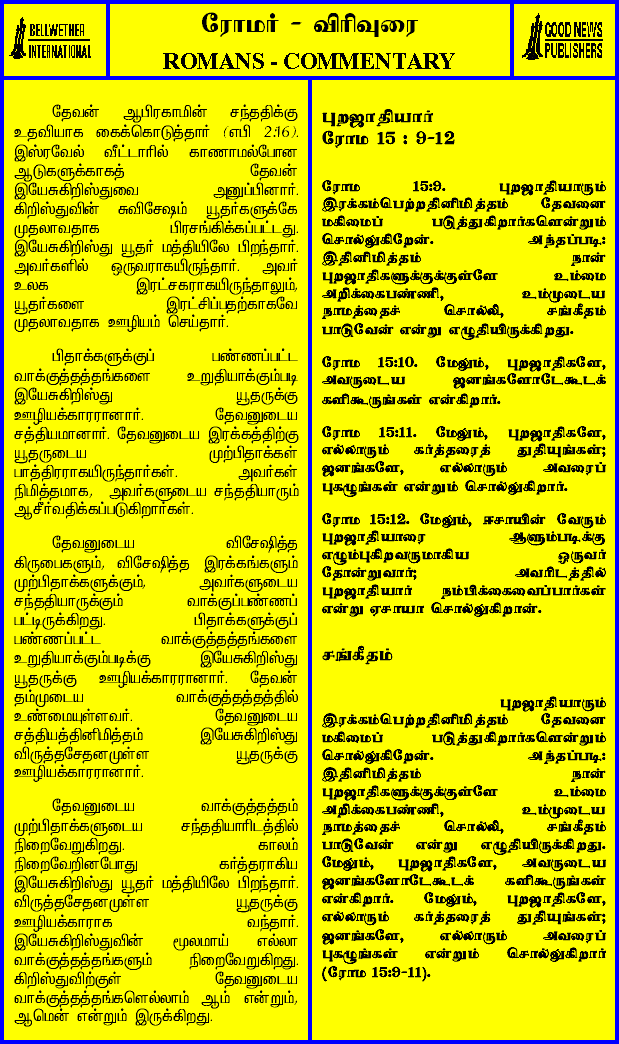 BELLWETHER
INTERNATIONAL
ரோமர் - விரிவுரை
ROMANS - COMMENTARY
GOOD NEWS
PUBLISHERS
தேவன் ஆபிரகாமின் சந்ததிக்கு
உதவியாக கைக்கொடுத்தார் (எபி 2:16).
இஸ்ரவேல் வீட்டாரில் காணாமல்போன
ஆடுகளுக்காகத் தேவன்
இயேசுகிறிஸ்துவை அனுப்பினார்.
கிறிஸ்துவின் சுவிசேஷம் யூதர்களுக்கே
முதலாவதாக பிரசங்கிக்கப்பட்டது.
இயேசுகிறிஸ்து யூதர் மத்தியிலே பிறந்தார்.
அவர்களில் ஒருவராகயிருந்தார். அவர்
உலக இரட்சகராகயிருந்தாலும்,
யூதர்களை இரட்சிப்பதற்காகவே
முதலாவதாக ஊழியம் செய்தார்.
பிதாக்களுக்குப் பண்ணப்பட்ட
வாக்குத்தத்தங்களை உறுதியாக்கும்படி
இயேசுகிறிஸ்து யூதருக்கு
ஊழியக்காரரானார். தேவனுடைய
சத்தியமானார். தேவனுடைய இரக்கத்திற்கு
யூதருடைய முற்பிதாக்கள்
பாத்திரராகயிருந்தார்கள். அவர்கள்
நிமித்தமாக, அவர்களுடைய சந்ததியாரும்
ஆசீர்வதிக்கப்படுகிறார்கள்.
தேவனுடைய விசேஷித்த
கிருபைகளும், விசேஷித்த இரக்கங்களும்
முற்பிதாக்களுக்கும், அவர்களுடைய
சந்ததியாருக்கும் வாக்குப்பண்ணப்
பட்டிருக்கிறது. பிதாக்களுக்குப்
பண்ணப்பட்ட வாக்குத்தத்தங்களை
உறுதியாக்கும்படிக்கு இயேசுகிறிஸ்து
யூதருக்கு ஊழியக்காரரானார். தேவன்
தம்முடைய வாக்குத்தத்தத்தில்
உண்மையுள்ளவர். தேவனுடைய
சத்தியத்தினிமித்தம் இயேசுகிறிஸ்து
விருத்தசேதனமுள்ள யூதருக்கு
ஊழியக்காரரானார்.
தேவனுடைய வாக்குத்தத்தம்
முற்பிதாக்களுடைய சந்ததியாரிடத்தில்
நிறைவேறுகிறது. காலம்
நிறைவேறினபோது கர்த்தராகிய
இயேசுகிறிஸ்து யூதர் மத்தியிலே பிறந்தார்.
விருத்தசேதனமுள்ள யூதருக்கு
ஊழியக்காராக வந்தார்.
இயேசுகிறிஸ்துவின் மூலமாய் எல்லா
வாக்குத்தத்தங்களும் நிறைவேறுகிறது.
கிறிஸ்துவிற்குள் தேவனுடைய
வாக்குத்தத்தங்களெல்லாம் ஆம் என்றும்,
ஆமென் என்றும் இருக்கிறது.
புறஜாதியார்
ரோம 15 : 9-12
ரோம 15:9. புறஜாதியாரும்
இரக்கம்பெற்றதினிமித்தம் தேவனை
மகிமைப் படுத்துகிறார்களென்றும்
சொல்லுகிறேன். அந்தப்படி:
இதினிமித்தம் நான்
புறஜாதிகளுக்குக்குள்ளே உம்மை
அறிக்கைபண்ணி, உம்முடைய
நாமத்தைச் சொல்லி, சங்கீதம்
பாடுவேன் என்று எழுதியிருக்கிறது.
ரோம 15:10. மேலும், புறஜாதிகளே,
அவருடைய ஜனங்களோடேகூடக்
களிகூருங்கள் என்கிறார்.
ரோம 15:11. மேலும், புறஜாதிகளே,
எல்லாரும் கர்த்தரைத் துதியுங்கள்;
ஜனங்களே, எல்லாரும் அவரைப்
புகழுங்கள் என்றும் சொல்லுகிறார்.
ரோம 15:12. மேலும், ஈசாயின் வேரும்
புறஜாதியாரை ஆளும்படிக்கு
எழும்புகிறவருமாகிய ஒருவர்
தோன்றுவார்; அவரிடத்தில்
புறஜாதியார் நம்பிக்கைவைப்பார்கள்
என்று ஏசாயா சொல்லுகிறான்.
சங்கீதம்
புறஜாதியாரும்
இரக்கம்பெற்றதினிமித்தம் தேவனை
மகிமைப் படுத்துகிறார்களென்றும்
சொல்லுகிறேன். அந்தப்படி:
இதினிமித்தம் நான்
புறஜாதிகளுக்குக்குள்ளே உம்மை
அறிக்கைபண்ணி, உம்முடைய
நாமத்தைச் சொல்லி, சங்கீதம்
பாடுவேன் என்று எழுதியிருக்கிறது.
மேலும், புறஜாதிகளே, அவருடைய
ஜனங்களோடேகூடக் களிகூருங்கள்
என்கிறார். மேலும், புறஜாதிகளே,
எல்லாரும் கர்த்தரைத் துதியுங்கள்;
ஜனங்களே, எல்லாரும் அவரைப்
புகழுங்கள் என்றும் சொல்லுகிறார்
(ரோம 15:9-11).